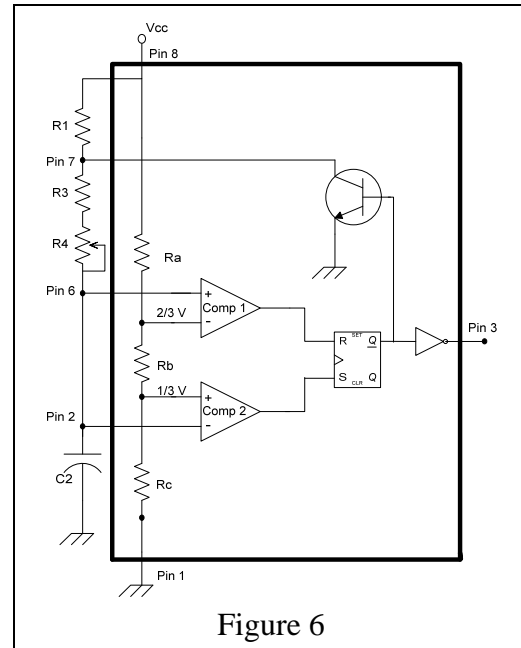 Vcc
Pin 8
R1
Pin 7
R3
R4
Ra
Pin 6
+
Comp 1
2/3 V
-
Pin 3
R SET Q
Rb
S CLR Q
1/3 V
+
Comp 2
Pin 2
-
C2
Rc
Pin 1
Figure 6